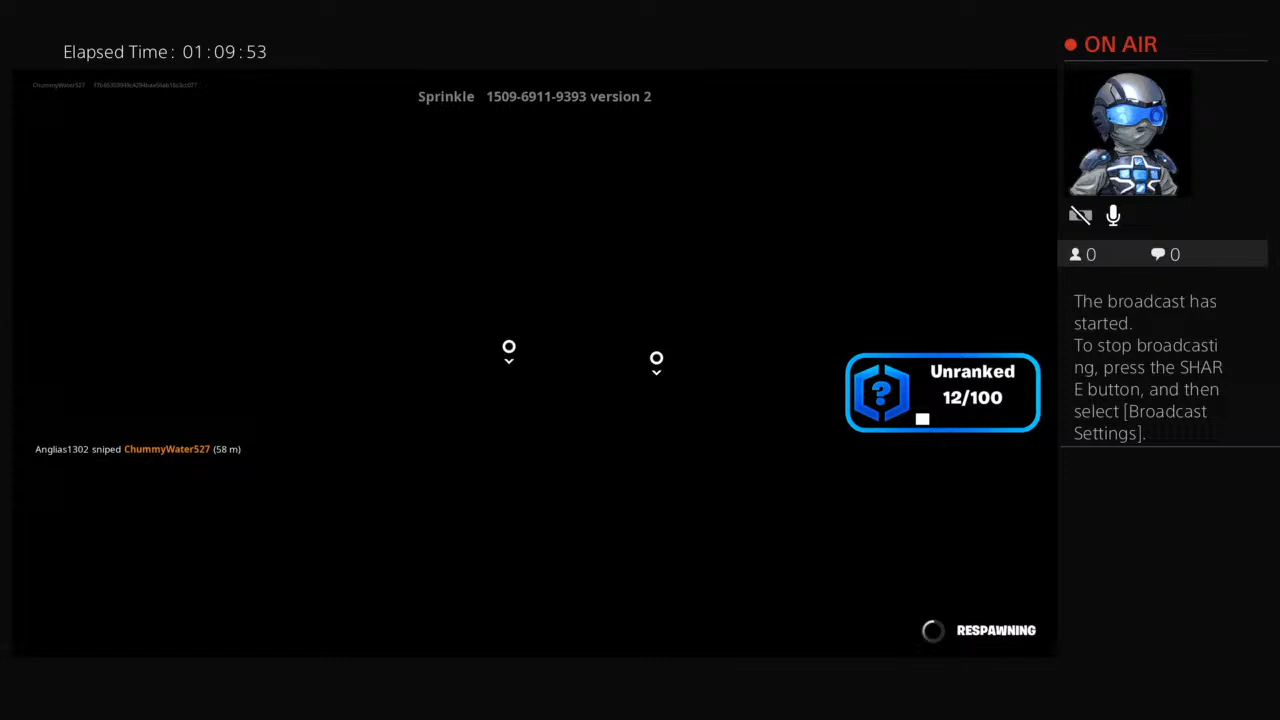 Elapsed Time: 01:09:53
ON AIR
ChummyWater527
Sprinkle 1509-6911-9393 version 2
0 0
The broadcast has
started.
To stop broadcasti
ng, press the SHAR
E button, and then
select [Broadcast
Settings].
?
Unranked
12/100
Anglias1302 sniped ChummyWater527 (58 m)
RESPAWNING